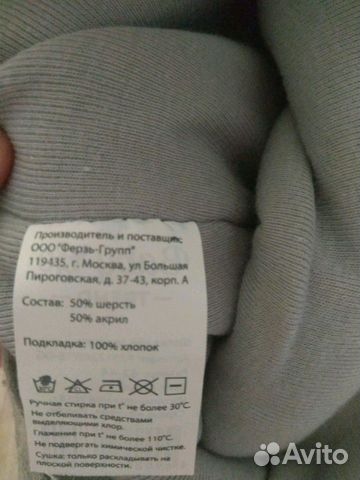 Производитель и поставщик:
ООО "Ферзь-Групп"
119435, г. Москва, ул Большая
Пироговская, д. 37-43, корп. А
Состав: 50% шерсть
50% акрил
Подкладка: 100% хлопок
Ручная стирка при t° не более 30°C.
Не отбеливать средствами
выделяющими хлор.
Глажение при t° не более 110°C.
Не подвергать химической чистке.
Сушка: только раскладывать на
плоской поверхности.
Avito